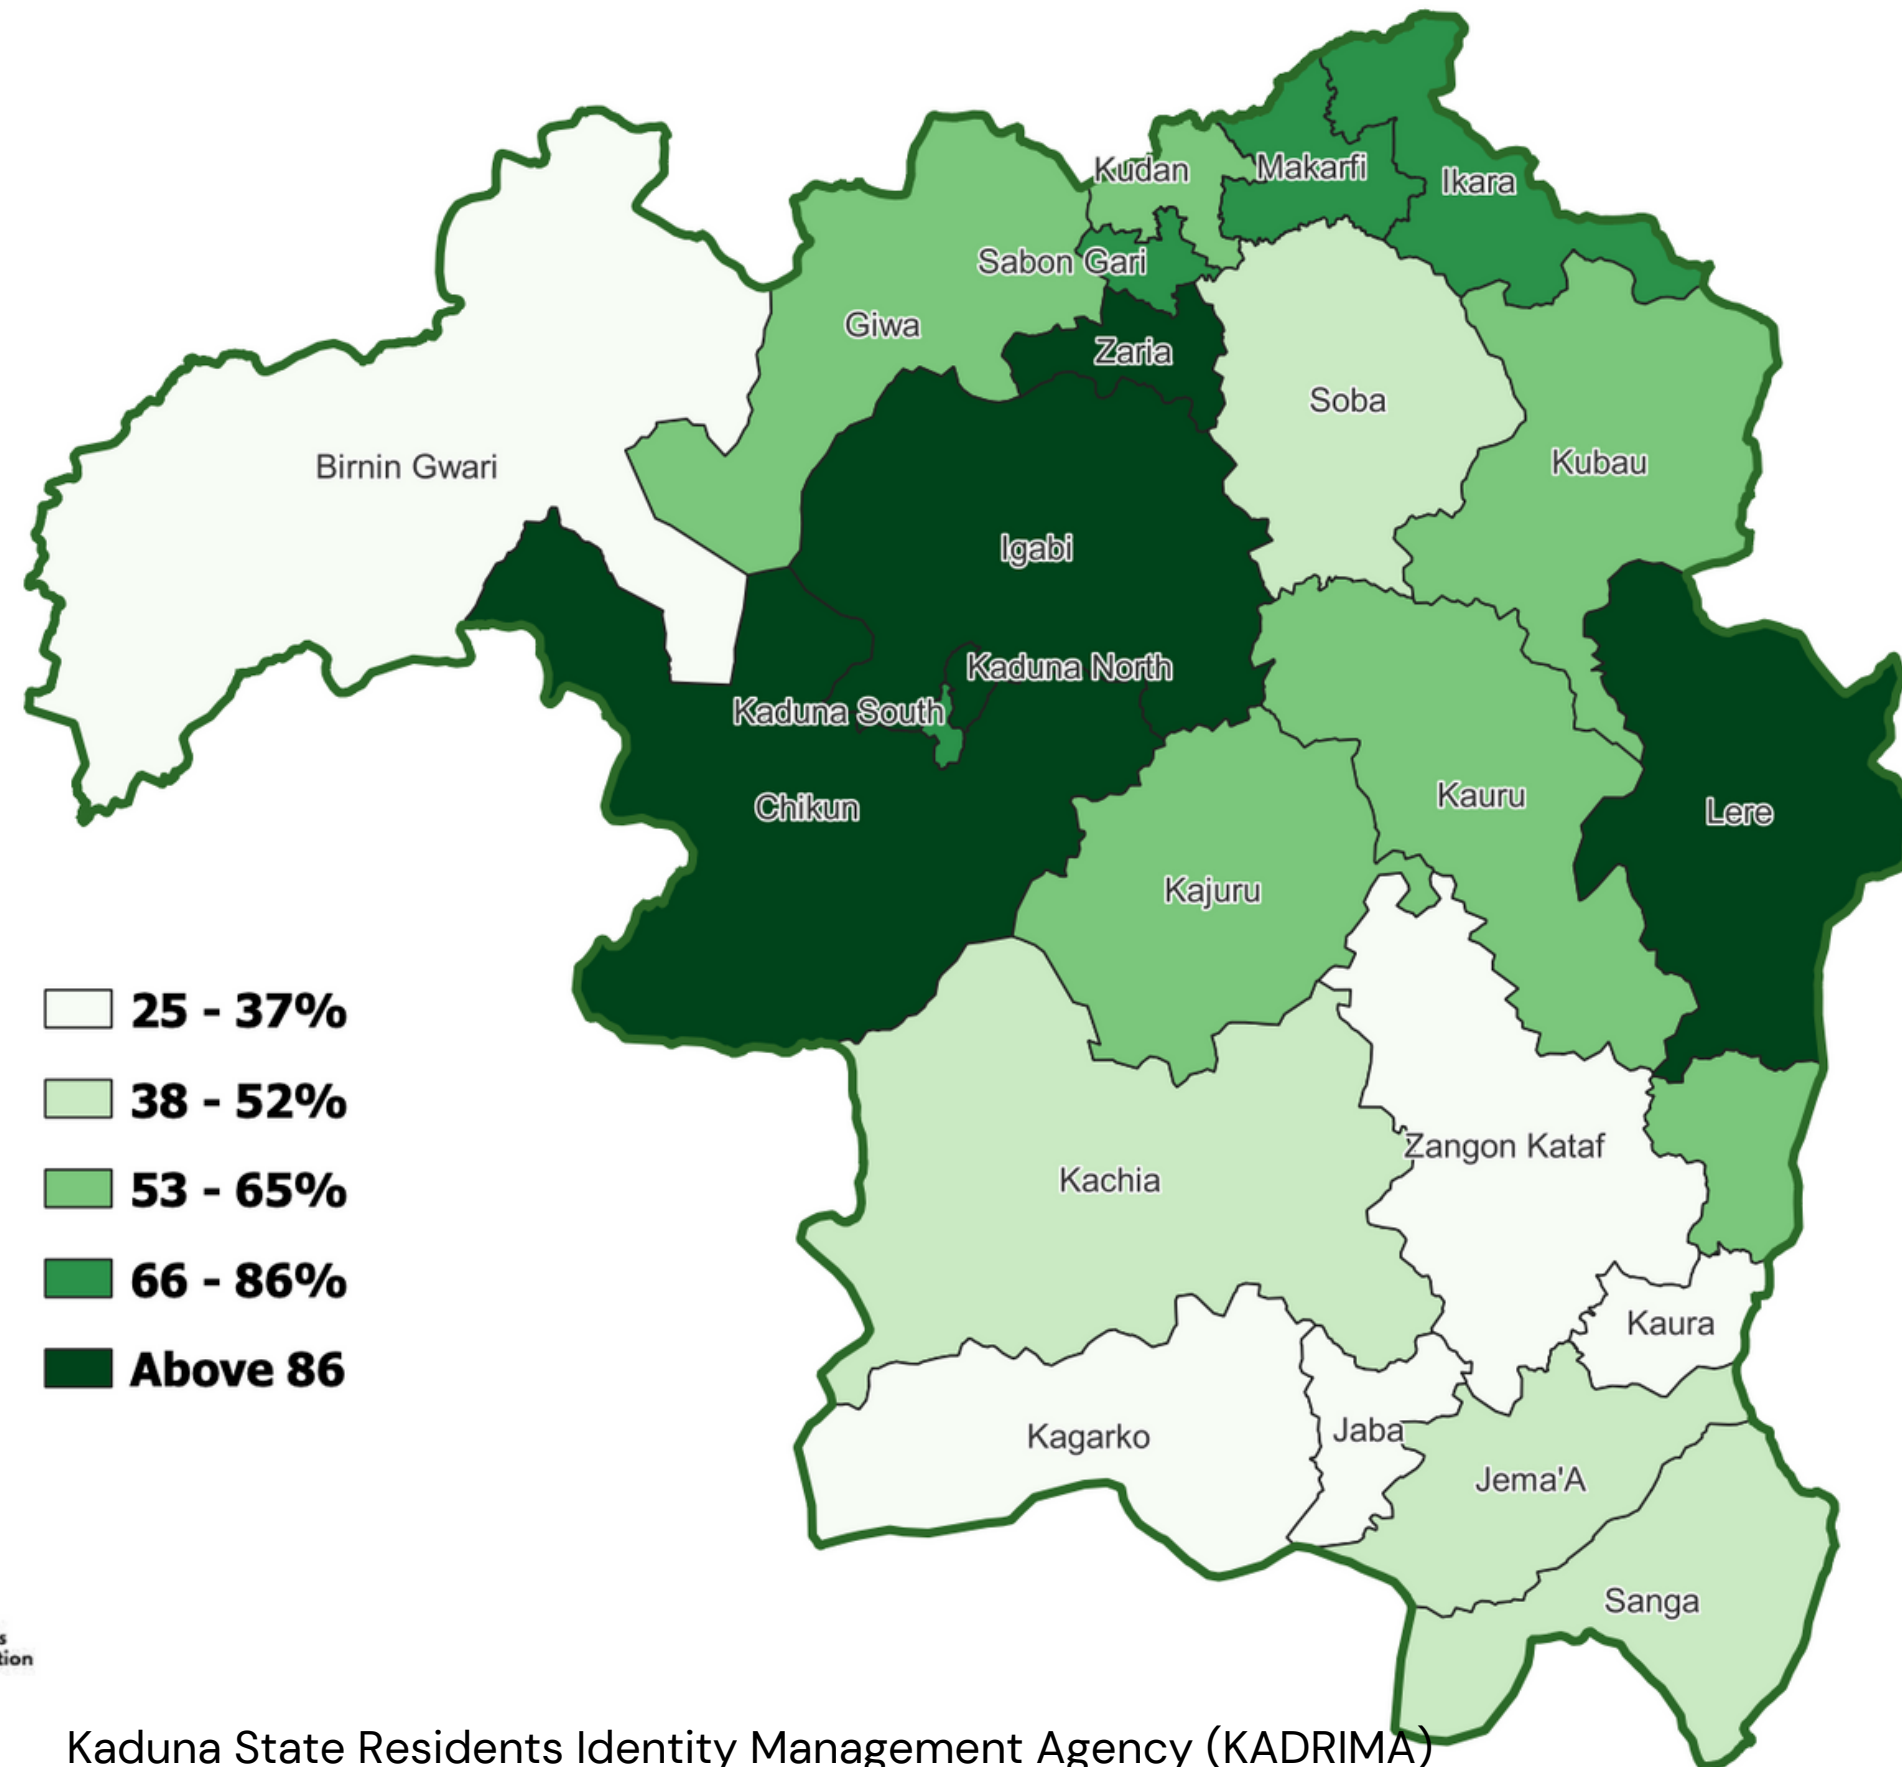 Kudan
Makarfi
Ikara
Sabon Gari
Giwa
Zaria
Soba
Birnin Gwari
Kubau
Igabi
Kaduna North
Kaduna South
Chikun
Kauru
Lere
Kajuru
25 - 37%
38 - 52%
53 - 65%
66 - 86%
Above 86
Zangon Kataf
Kachia
Kaura
Kagarko
Jaba
Jema'A
Sanga
Kaduna State Residents Identity Management Agency (KADRIMA)